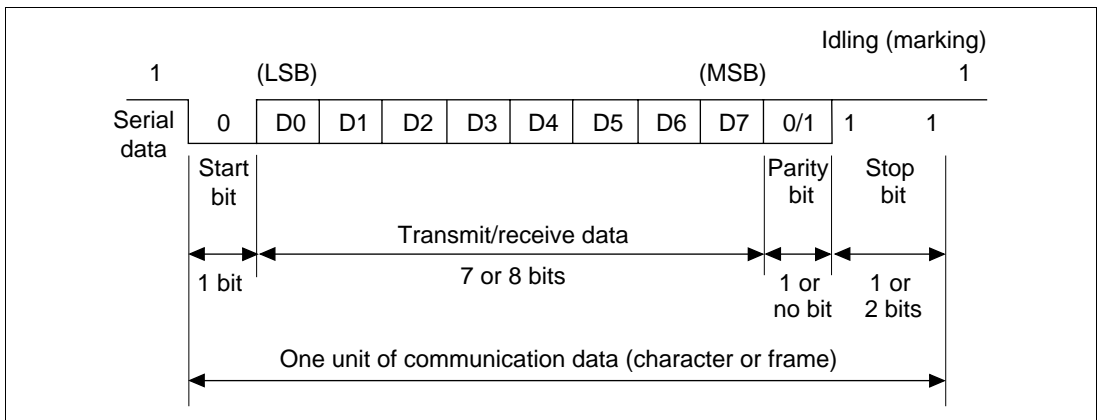 Idling (marking)
1 (LSB) (MSB) 1
Serial data
0 D0 D1 D2 D3 D4 D5 D6 D7 0/1 1 1
Start bit
Parity bit
Stop bit
Transmit/receive data
1 bit
7 or 8 bits
1 or no bit
1 or 2 bits
One unit of communication data (character or frame)